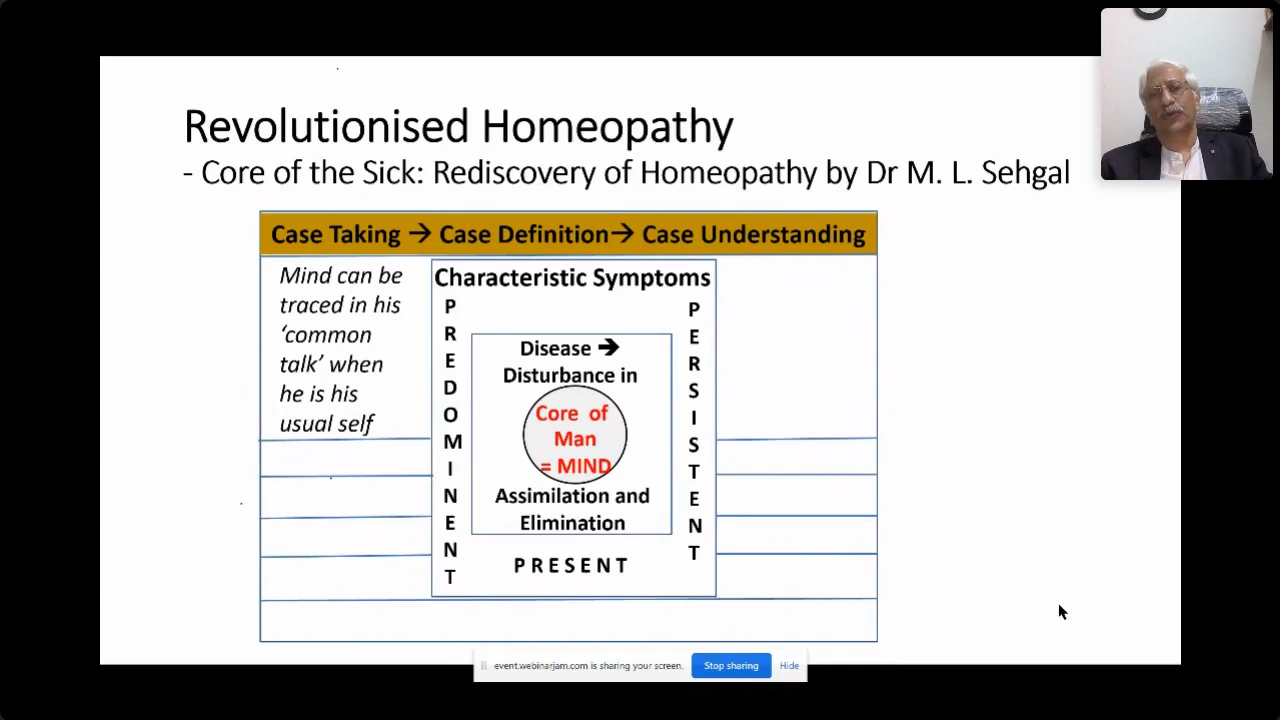 Revolutionised Homeopathy
- Core of the Sick: Rediscovery of Homeopathy by Dr M. L. Sehgal
Case Taking → Case Definition→ Case Understanding
Mind can be
traced in his
‘common
talk’ when
he is his
usual self
Characteristic Symptoms
PREDOMINENT
Disease ➔
Disturbance in
Core of
Man
= MIND
Assimilation and
Elimination
PERSISTENT
PRESENT
event.webinarjam.com is sharing your screen.
Stop sharing
Hide